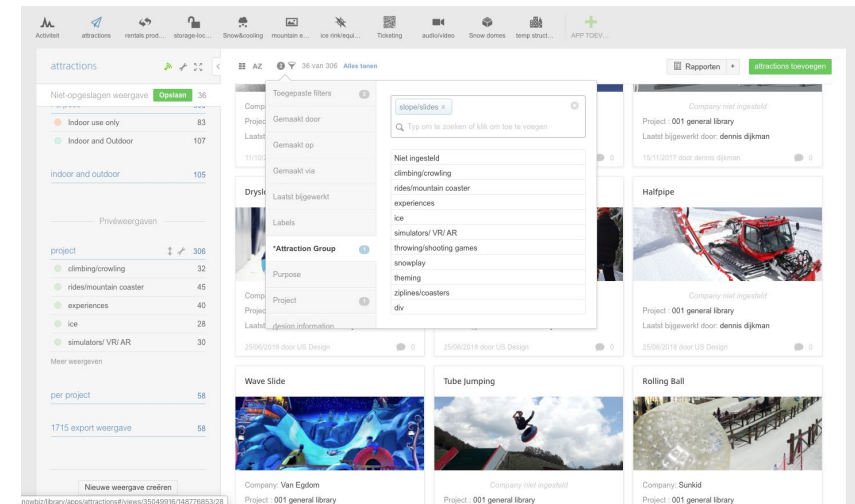 Activiteit
attractions
rentals prod...
storage-loc...
Snow&cooling
mountain e...
ice rink/equi...
Ticketing
audio/video
Snow domes
temp struct...
APP TOEV...
attractions
AZ
2
36 van 306 Alles tonen
Rapporten +
attracties toevoegen
Niet-opgeslagen weergave Opslaan 36
Indoor use only 83
Indoor and Outdoor 107
indoor and outdoor 105
Privéweergaven
project 306
climbing/crowling 32
rides/mountain coaster 45
experiences 40
ice 28
simulators/ VR/ AR 30
Meer weergeven
per project 58
1715 export weergave 58
Nieuwe weergave creëren
Toegepaste filters 2
Gemaakt door
Gemaakt op
Gemaakt via
Laatst bijgewerkt
Labels
*Attraction Group 1
Purpose
Project 1
design information
slope/slides ×
Typ om te zoeken of klik om toe te voegen
Niet ingesteld
climbing/crowling
rides/mountain coaster
experiences
ice
simulators/ VR/ AR
throwing/shooting games
snowplay
theming
ziplines/coasters
div
Company niet ingesteld
Project : 001 general library
Laatst bijgewerkt door: dennis dijkman
15/11/2017 door dennis dijkman 0
0
Halfpipe
Company niet ingesteld
Project : 001 general library
Laatst bijgewerkt door: dennis dijkman
25/06/2018 door US Design 0
25/06/2018 door US Design 0
25/06/2018 door US Design 0
Wave Slide
Tube jumping
Rolling Ball
Company: Van Egdom
Project : 001 general library
Company niet ingesteld
Project : 001 general library
Company: Sunkid
Project : 001 general library